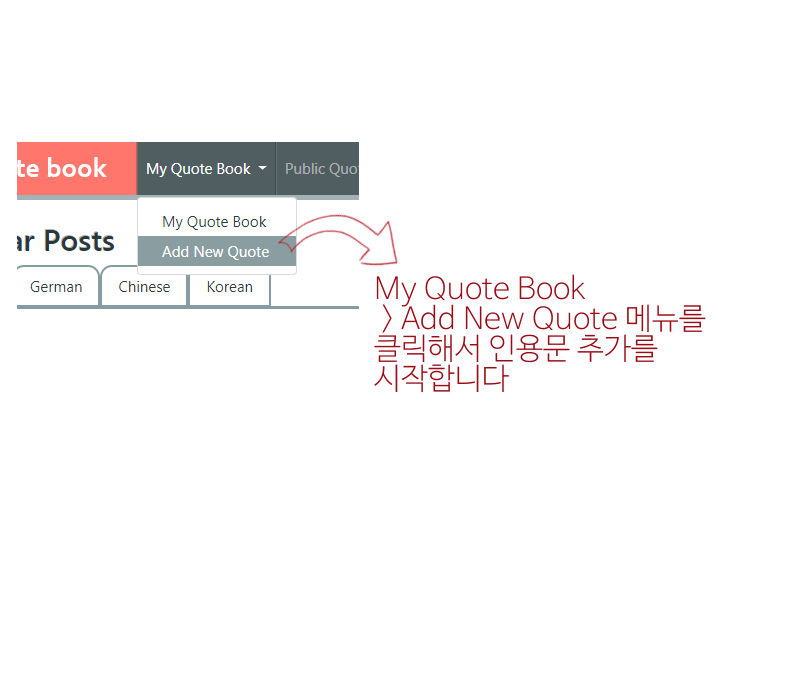 te book My Quote Book Public Quo
My Quote Book
Add New Quote
ar Posts
German Chinese Korean
My Quote Book
> Add New Quote 메뉴를
클릭해서 인용문 추가를
시작합니다